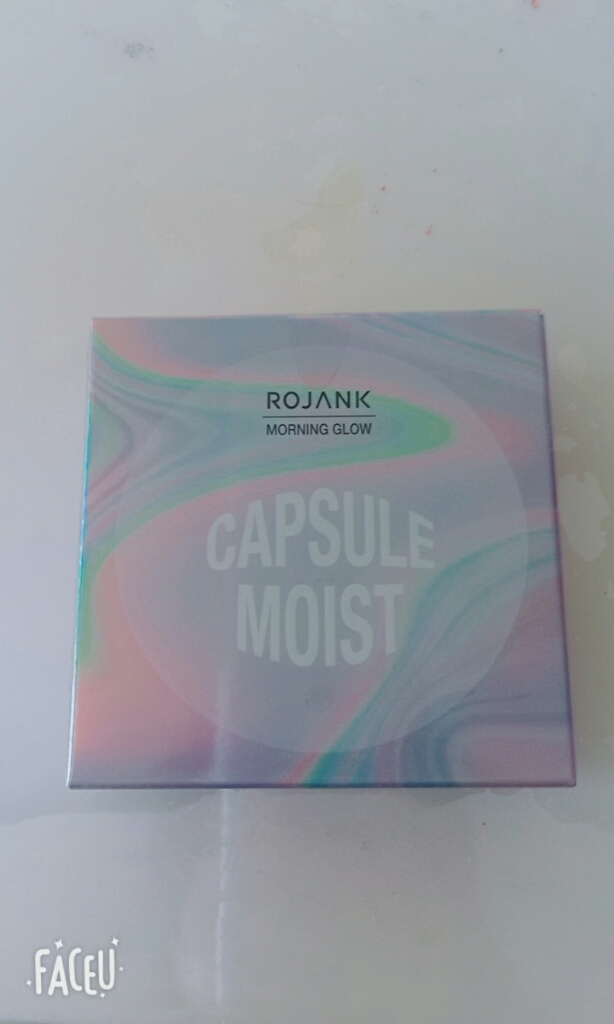 ROJANK
MORNING GLOW
CAPSULE
MOIST
FACEU